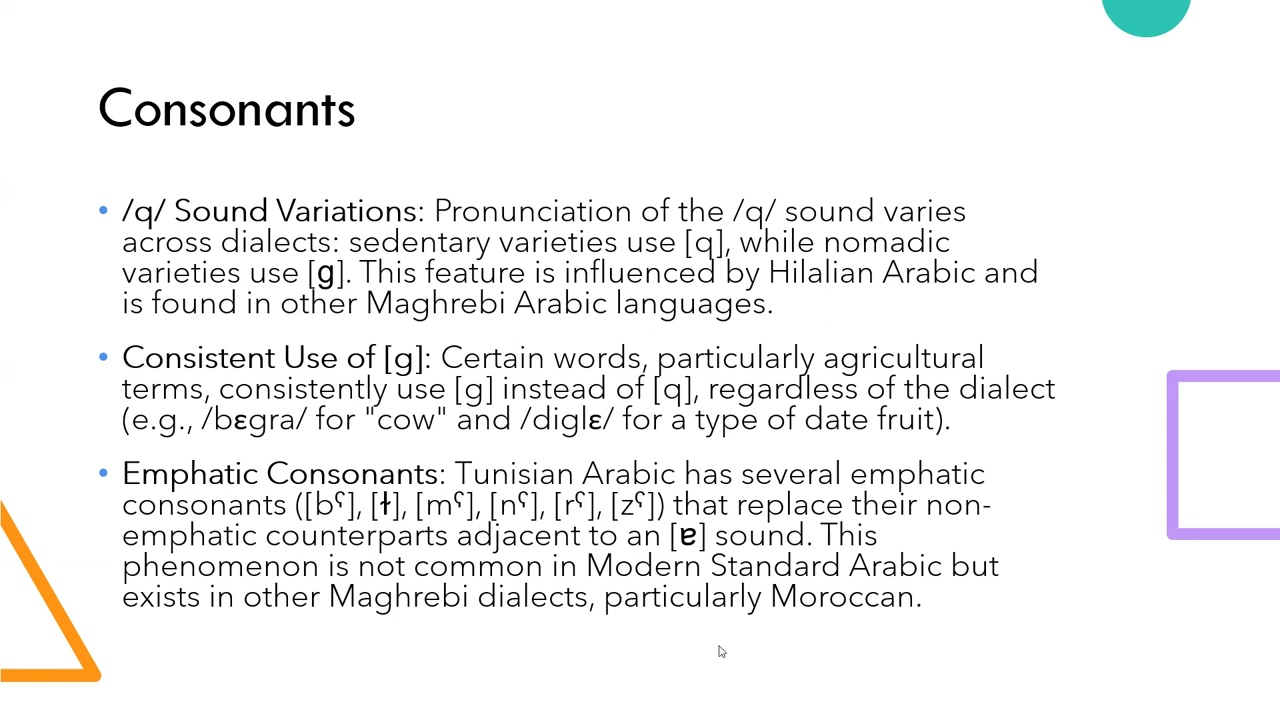 Consonants
• /q/ Sound Variations: Pronunciation of the /q/ sound varies
across dialects: sedentary varieties use [q], while nomadic
varieties use [g]. This feature is influenced by Hilalian Arabic and
is found in other Maghrebi Arabic languages.
• Consistent Use of [g]: Certain words, particularly agricultural
terms, consistently use [g] instead of [q], regardless of the dialect
(e.g., /bɛgra/ for "cow" and /diglɛ/ for a type of date fruit).
• Emphatic Consonants: Tunisian Arabic has several emphatic
consonants ([bˤ], [ɫ], [mˤ], [nˤ], [rˤ], [zˤ]) that replace their non-
emphatic counterparts adjacent to an [ɐ] sound. This
phenomenon is not common in Modern Standard Arabic but
exists in other Maghrebi dialects, particularly Moroccan.